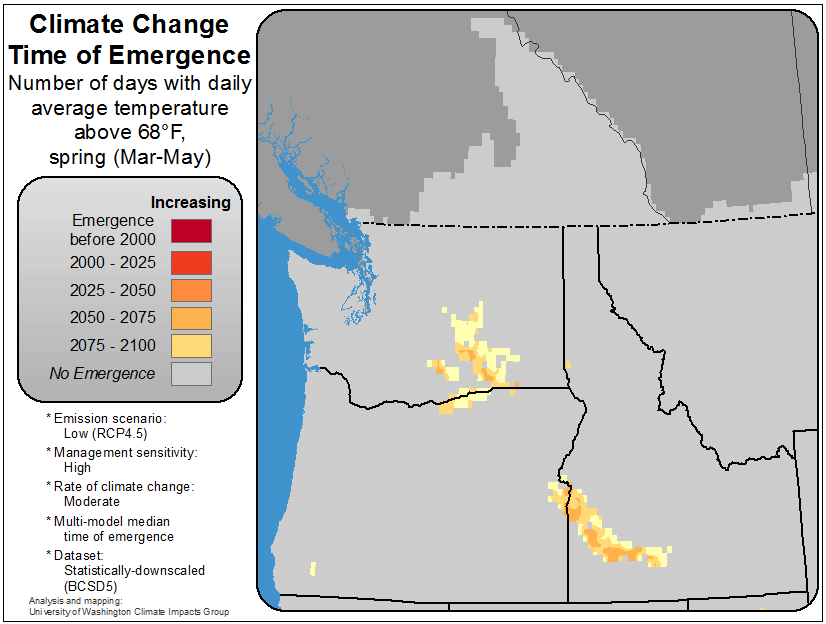 Climate Change
Time of Emergence
Number of days with daily
average temperature
above 68°F,
spring (Mar-May)
Increasing
Emergence
before 2000
2000 - 2025
2025 - 2050
2050 - 2075
2075 - 2100
No Emergence
* Emission scenario:
Low (RCP4.5)
* Management sensitivity:
High
* Rate of climate change:
Moderate
* Multi-model median
time of emergence
* Dataset:
Statistically-downscaled
(BCSD5)
Analysis and mapping:
University of Washington Climate Impacts Group